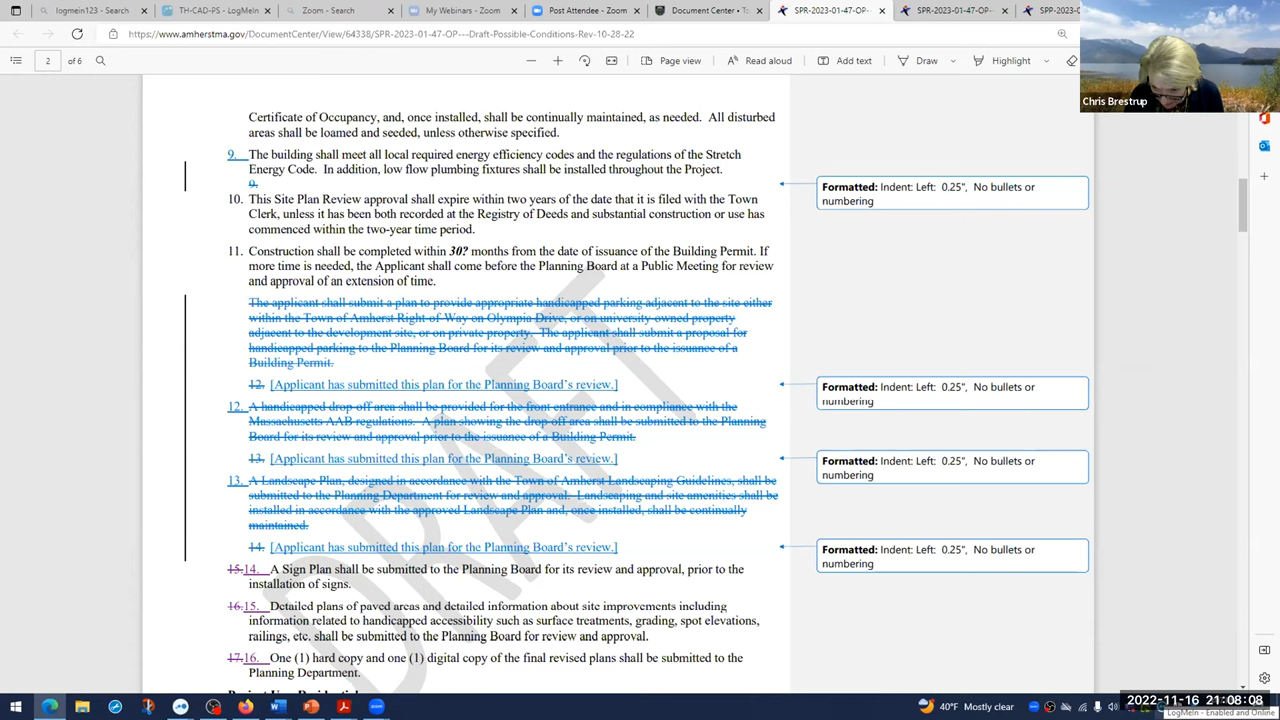 logmein123 - Search
TH-CAD-PS - LogMeIn
Zoom - Search
My Webinars - Zoom
Post Attendee - Zoom
Document Center • To
SPR-2023-01-47-OP---
SPR-2023-01-47-OP---
SPR-2023-01-47-OP
https://www.amherstma.gov/DocumentCenter/View/64338/SPR-2023-01-47-OP---Draft-Possible-Conditions-Rev-10-28-22
2 of 6
Page view
Read aloud
Add text
Draw
Highlight
Chris Brestrup
Certificate of Occupancy, and, once installed, shall be continually maintained, as needed. All disturbed
areas shall be loamed and seeded, unless otherwise specified.
9. The building shall meet all local required energy efficiency codes and the regulations of the Stretch
Energy Code. In addition, low flow plumbing fixtures shall be installed throughout the Project.
9.
Formatted: Indent: Left: 0.25", No bullets or
numbering
10. This Site Plan Review approval shall expire within two years of the date that it is filed with the Town
Clerk, unless it has been both recorded at the Registry of Deeds and substantial construction or use has
commenced within the two-year time period.
11. Construction shall be completed within 30? months from the date of issuance of the Building Permit. If
more time is needed, the Applicant shall come before the Planning Board at a Public Meeting for review
and approval of an extension of time.
The applicant shall submit a plan to provide appropriate handicapped parking adjacent to the site either
within the Town of Amherst Right-of-Way on Olympia Drive, or on university-owned property
adjacent to the development site, or on private property. The applicant shall submit a proposal for
handicapped parking to the Planning Board for its review and approval prior to the issuance of a
Building Permit.
12. [Applicant has submitted this plan for the Planning Board's review.]
Formatted: Indent: Left: 0.25", No bullets or
numbering
12. A handicapped drop off area shall be provided for the front entrance and in compliance with the
Massachusetts AAB regulations. A plan showing the drop off area shall be submitted to the Planning
Board for its review and approval prior to the issuance of a Building Permit.
13. [Applicant has submitted this plan for the Planning Board's review.]
Formatted: Indent: Left: 0.25", No bullets or
numbering
13. A Landscape Plan, designed in accordance with the Town of Amherst Landscaping Guidelines, shall be
submitted to the Planning Department for review and approval. Landscaping and site amenities shall be
installed in accordance with the approved Landscape Plan and, once installed, shall be continually
maintained.
14. [Applicant has submitted this plan for the Planning Board's review.]
Formatted: Indent: Left: 0.25", No bullets or
numbering
15.14. A Sign Plan shall be submitted to the Planning Board for its review and approval, prior to the
installation of signs.
16.15. Detailed plans of paved areas and detailed information about site improvements including
information related to handicapped accessibility such as surface treatments, grading, spot elevations,
railings, etc. shall be submitted to the Planning Board for review and approval.
17.16. One (1) hard copy and one (1) digital copy of the final revised plans shall be submitted to the
Planning Department.
DRAFT
40°F Mostly clear
2022-11-16 21:08:08
LogMeIn - Enabled and Online